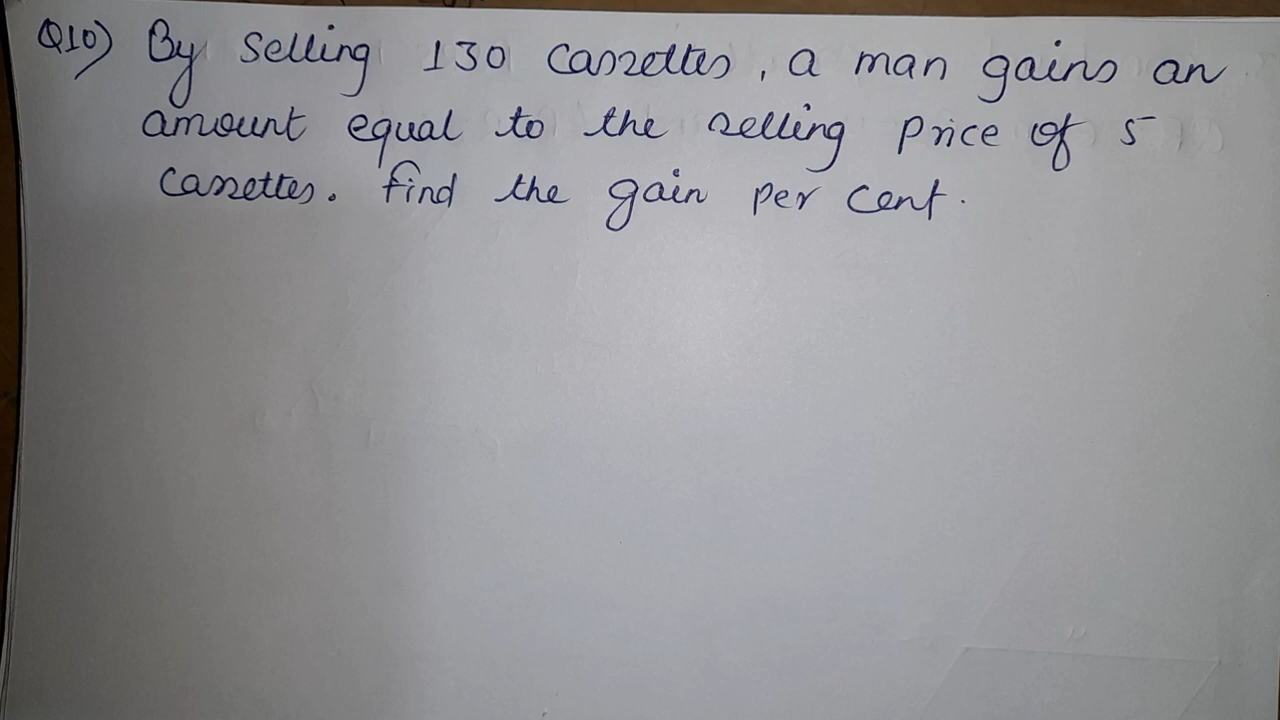 Q10) By selling 130 cassettes, a man gains an
amount equal to the selling price of 5
cassettes. find the gain per cent.